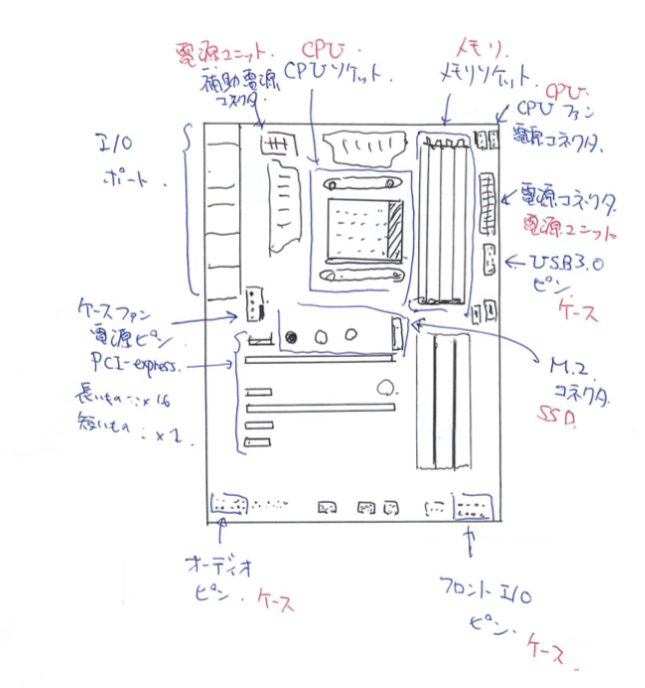 電源ユニット
補助電源
コネクタ
CPU
CPUソケット
メモリ
メモリソケット
CPU
CPU ファン
電源コネクタ
I/O
ポート
電源コネクタ
電源ユニット
USB3.0
ピン
ケース
ケースファン
電源ピン
PCI-express
長いもの:×16
短いもの:×1
M.2
コネクタ
SSD
オーディオ
ピン
ケース
フロントI/O
ピン
ケース